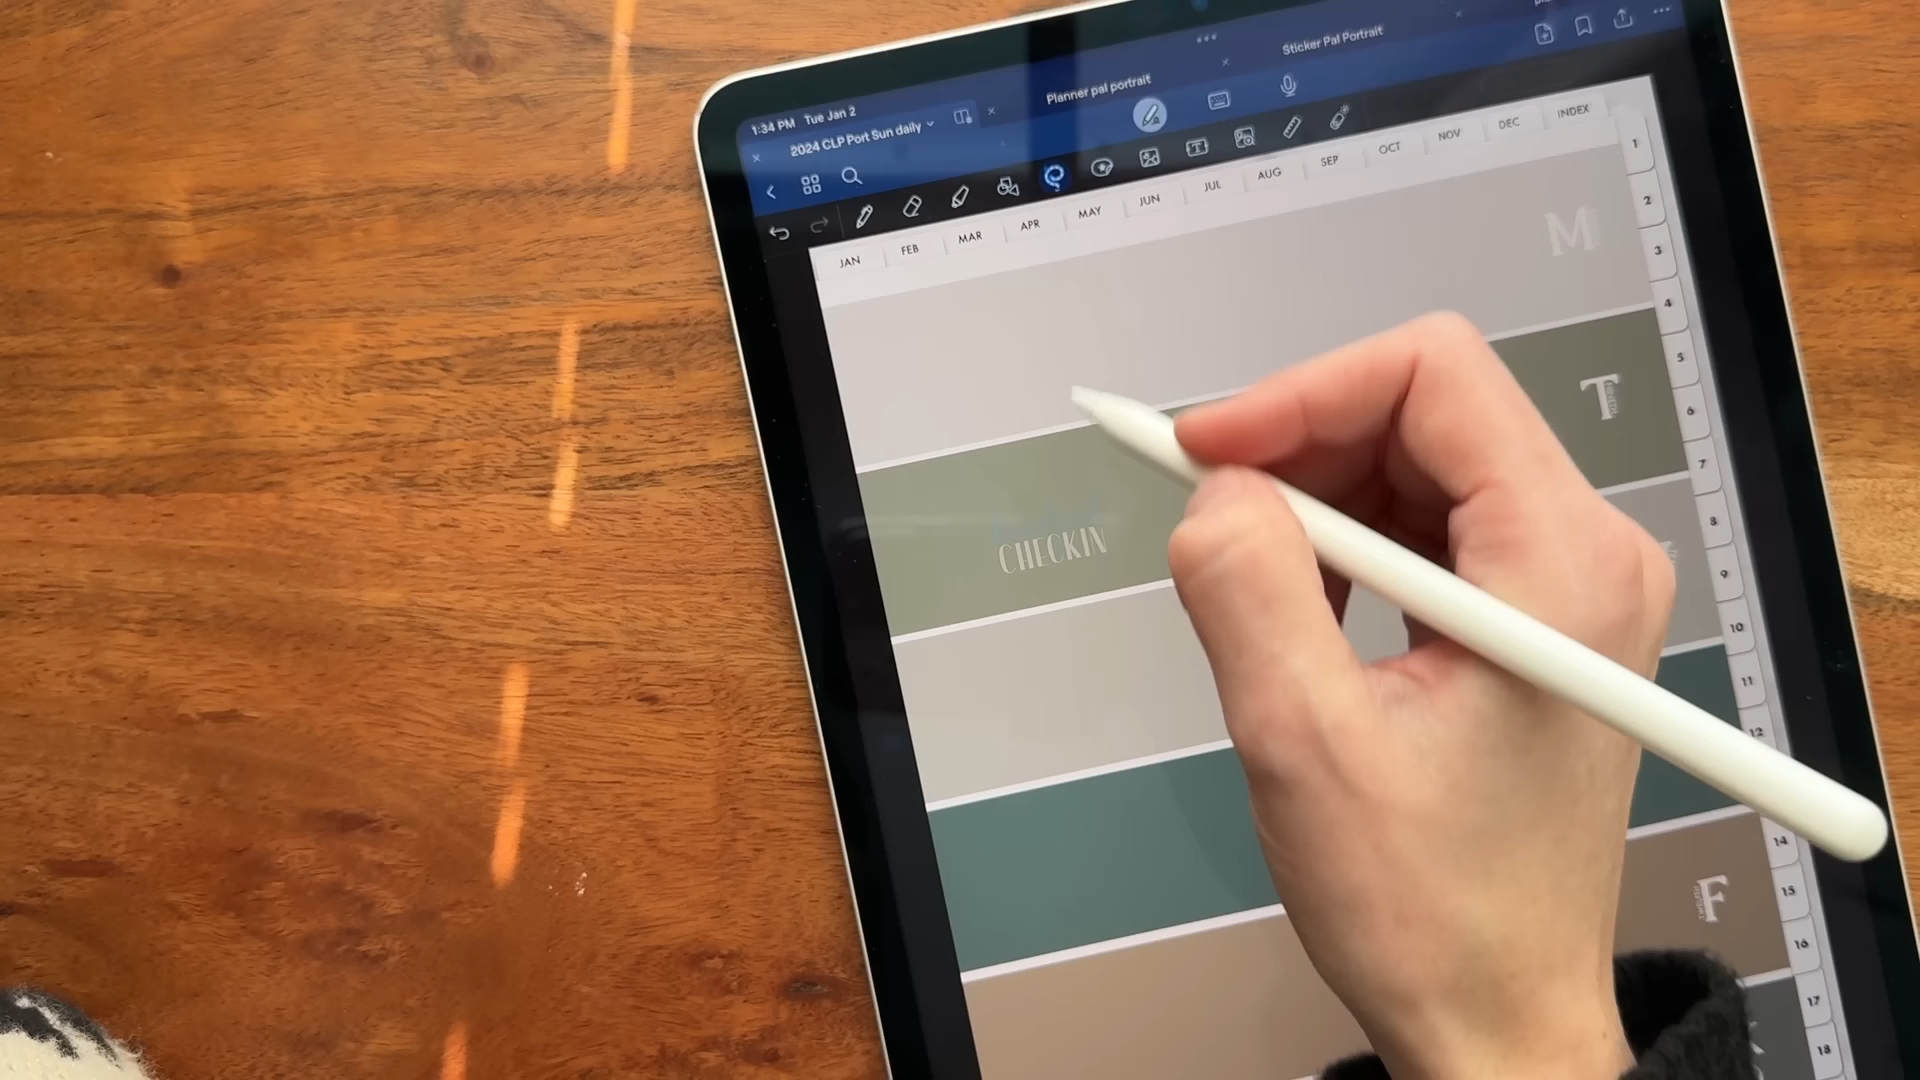 1:34 PM Tue Jan 2
2024 CLP Port Sun daily
Planner pal portrait
Sticker Pal Portrait
JAN FEB MAR APR MAY JUN JUL AUG SEP OCT NOV DEC INDEX
1
2
3
4
5
6
7
8
9
10
11
12
14
15
16
17
18
M
T
CHECKIN